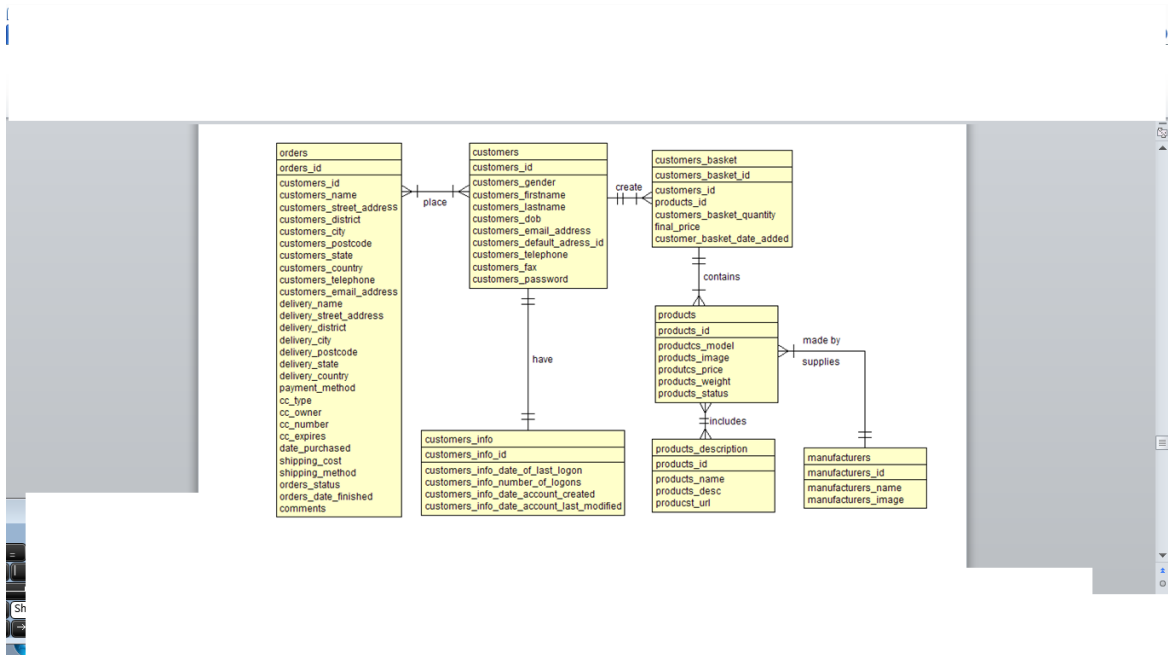 orders
orders_id
customers_id
customers_name
customers_street_address
customers_district
customers_city
customers_postcode
customers_state
customers_country
customers_telephone
customers_email_address
delivery_name
delivery_street_address
delivery_district
delivery_city
delivery_postcode
delivery_state
delivery_country
payment_method
cc_type
cc_owner
cc_number
cc_expires
date_purchased
shipping_cost
shipping_method
orders_status
orders_date_finished
comments
place
customers
customers_id
customers_gender
customers_firstname
customers_lastname
customers_dob
customers_email_address
customers_default_adress_id
customers_telephone
customers_fax
customers_password
create
customers_basket
customers_basket_id
customers_id
products_id
customers_basket_quantity
final_price
customer_basket_date_added
contains
have
products
products_id
productcs_model
products_image
produtcs_price
products_weight
products_status
made by
supplies
includes
customers_info
customers_info_id
customers_info_date_of_last_logon
customers_info_number_of_logons
customers_info_date_account_created
customers_info_date_account_last_modified
products_description
products_id
products_name
products_desc
producst_url
manufacturers
manufacturers_id
manufacturers_name
manufacturers_image
Sh